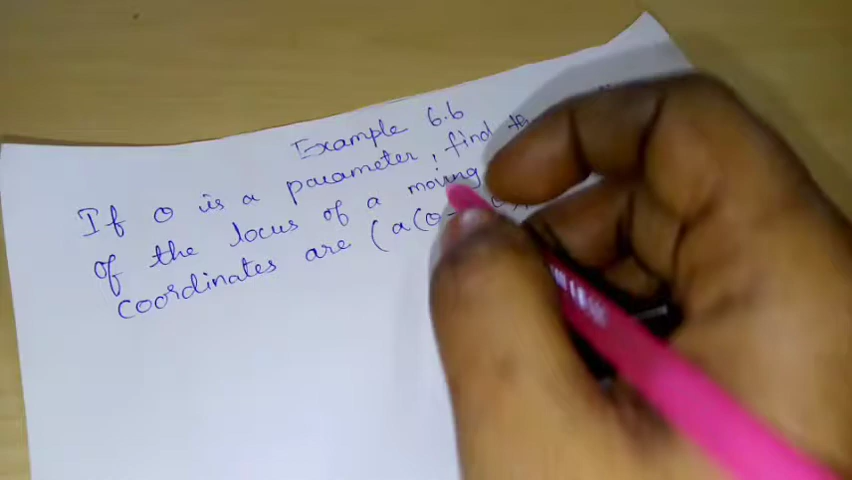 Example 6.6
If θ is a parameter, find
of the locus of a moving
coordinates are (a(θ-